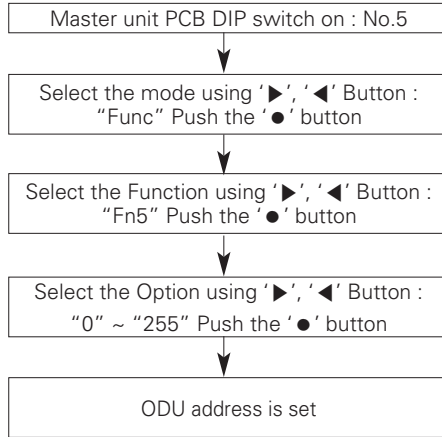 Master unit PCB DIP switch on : No.5
Select the mode using ‘▶’, ‘◀’ Button :
“Func” Push the ‘●’ button
Select the Function using ‘▶’, ‘◀’ Button :
“Fn5” Push the ‘●’ button
Select the Option using ‘▶’, ‘◀’ Button :
“0” ~ “255” Push the ‘●’ button
ODU address is set